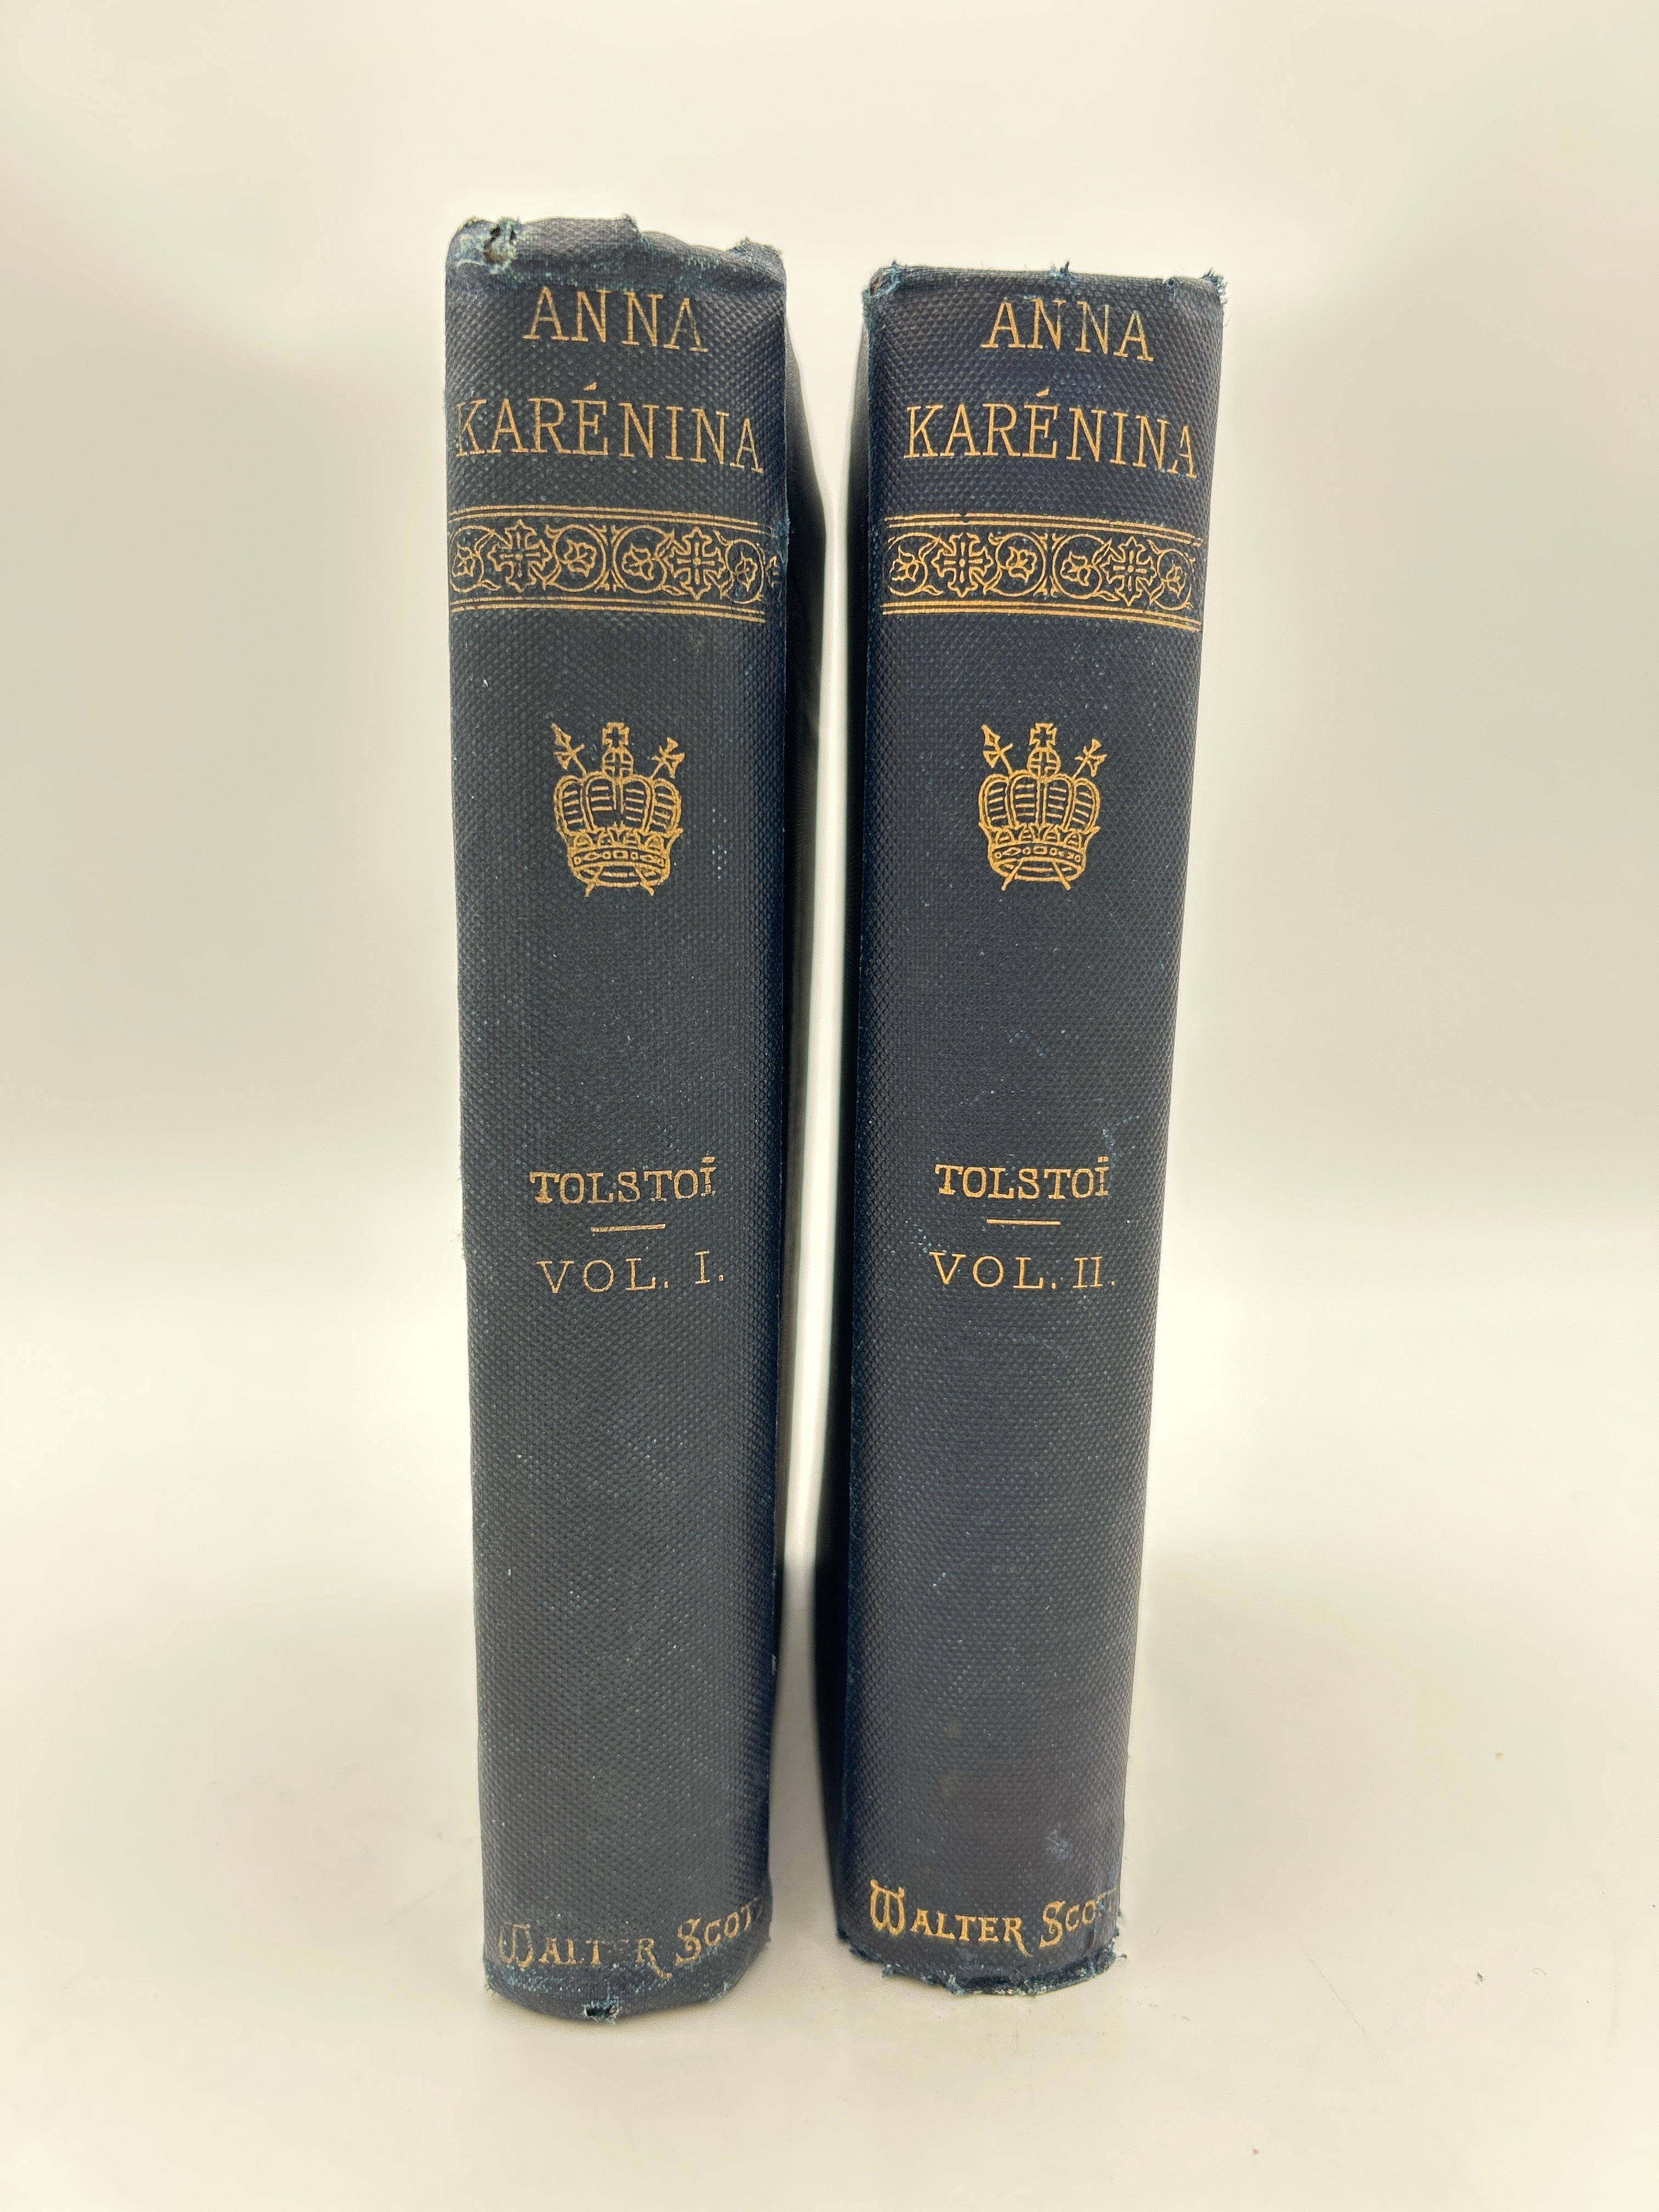 ANNA
KARÉNINA
TOLSTOÏ
VOL. I.
WALTER SCOTT
ANNA
KARÉNINA
TOLSTOÏ
VOL. II.
WALTER SCOTT